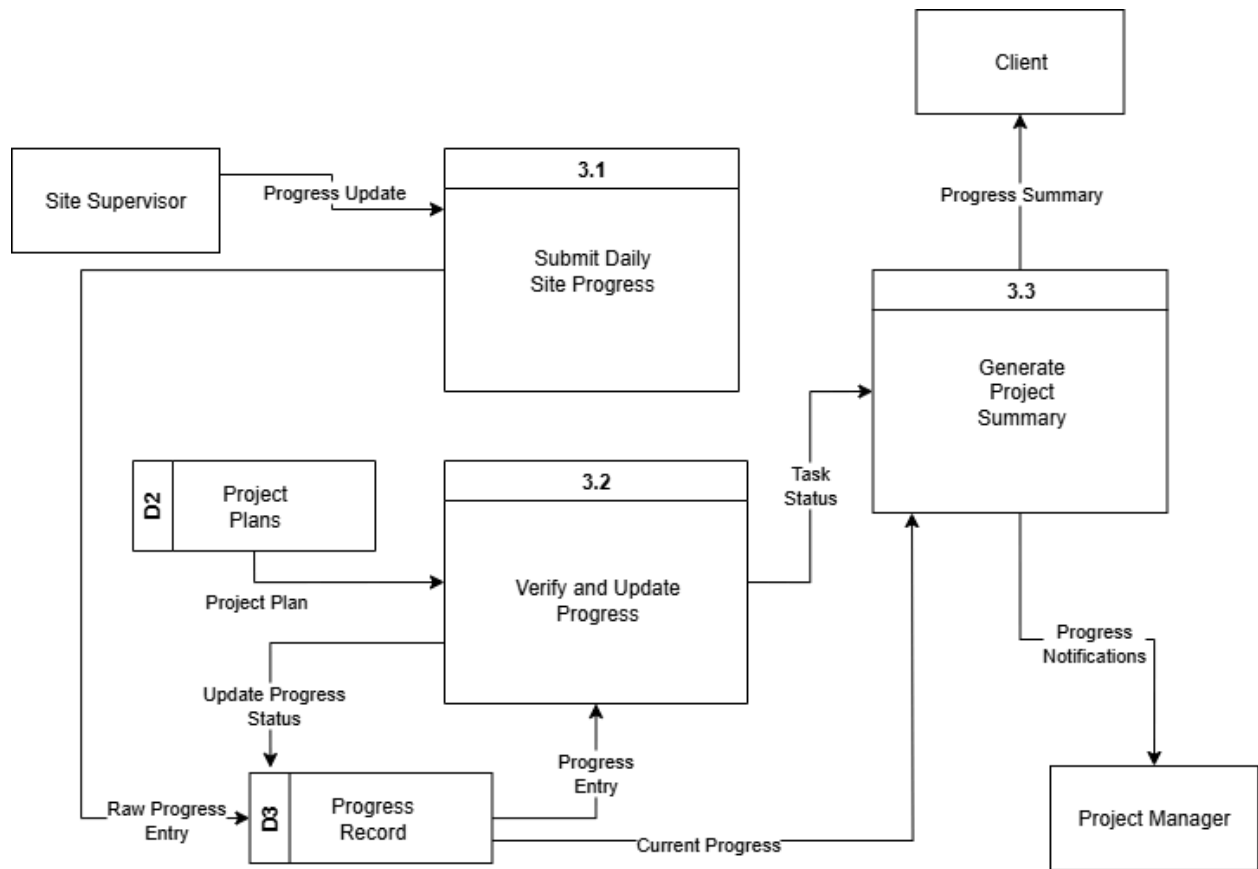 Client
3.1
Site Supervisor
Progress Update
Progress Summary
Submit Daily
Site Progress
3.3
Generate
Project
Summary
D2
Project
Plans
3.2
Task
Status
Project Plan
Verify and Update
Progress
Progress
Notifications
Update Progress
Status
Progress
Entry
D3
Progress
Record
Raw Progress
Entry
Current Progress
Project Manager